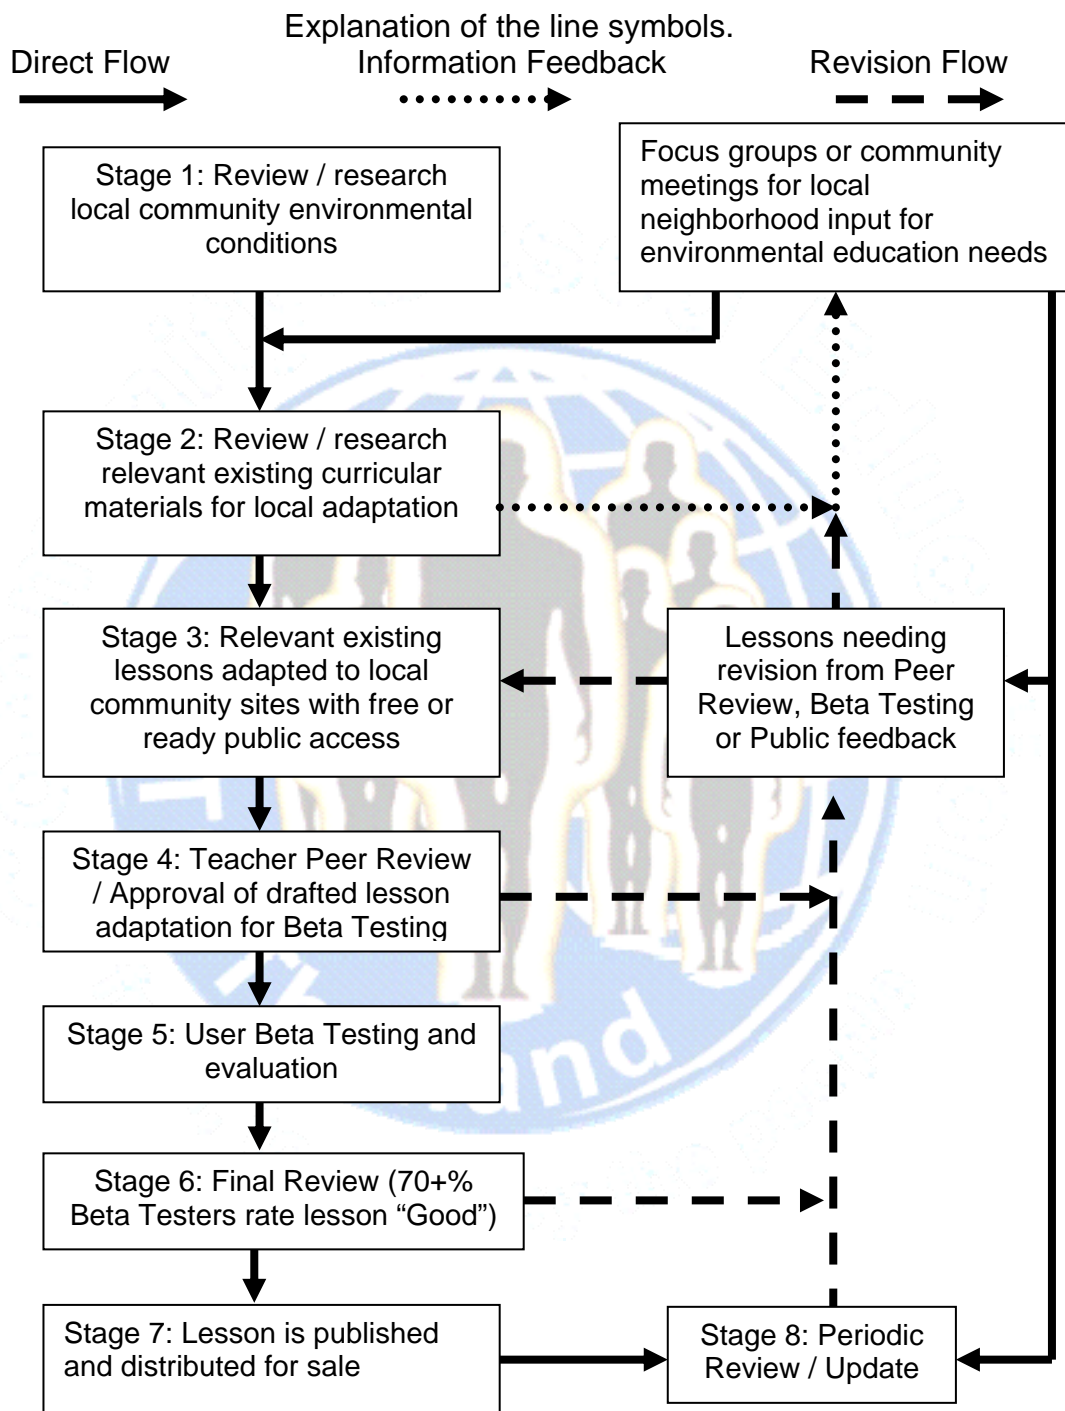 Explanation of the line symbols.
Direct Flow
Information Feedback
Revision Flow
Stage 1: Review / research
local community environmental
conditions
Focus groups or community
meetings for local
neighborhood input for
environmental education needs
Stage 2: Review / research
relevant existing curricular
materials for local adaptation
Stage 3: Relevant existing
lessons adapted to local
community sites with free or
ready public access
Lessons needing
revision from Peer
Review, Beta Testing
or Public feedback
Stage 4: Teacher Peer Review
/ Approval of drafted lesson
adaptation for Beta Testing
Stage 5: User Beta Testing and
evaluation
Stage 6: Final Review (70+%
Beta Testers rate lesson “Good”)
Stage 7: Lesson is published
and distributed for sale
Stage 8: Periodic
Review / Update